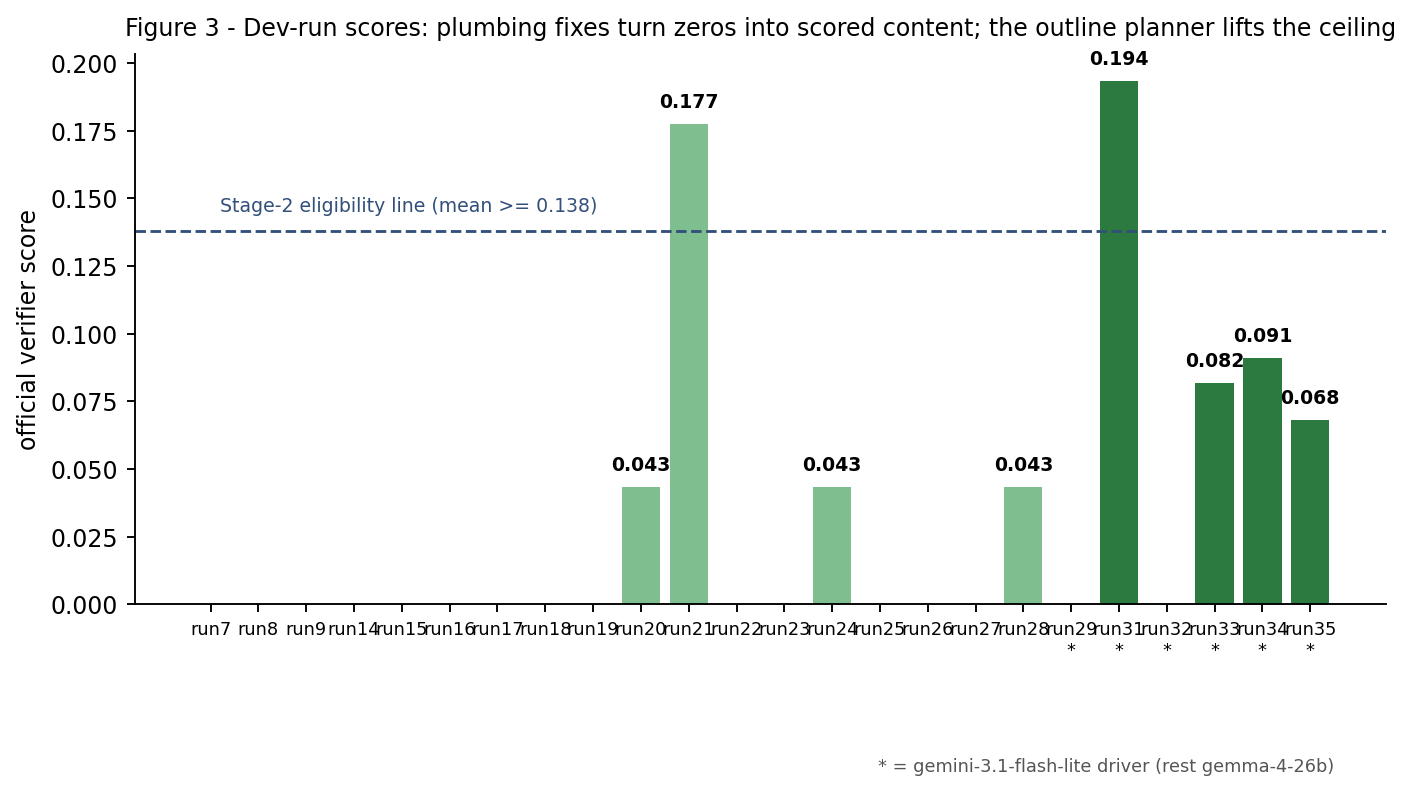 Figure 3 - Dev-run scores: plumbing fixes turn zeros into scored content; the outline planner lifts the ceiling
official verifier score
0.200
0.175
0.150
0.125
0.100
0.075
0.050
0.025
0.000
Stage-2 eligibility line (mean >= 0.138)
0.043
0.177
0.043
0.043
0.194
0.082
0.091
0.068
run7 run8 run9 run14 run15 run16 run17 run18 run19 run20 run21 run22 run23 run24 run25 run26 run27 run28 run29 run31 run32 run33 run34 run35
* * * * * *
* = gemini-3.1-flash-lite driver (rest gemma-4-26b)